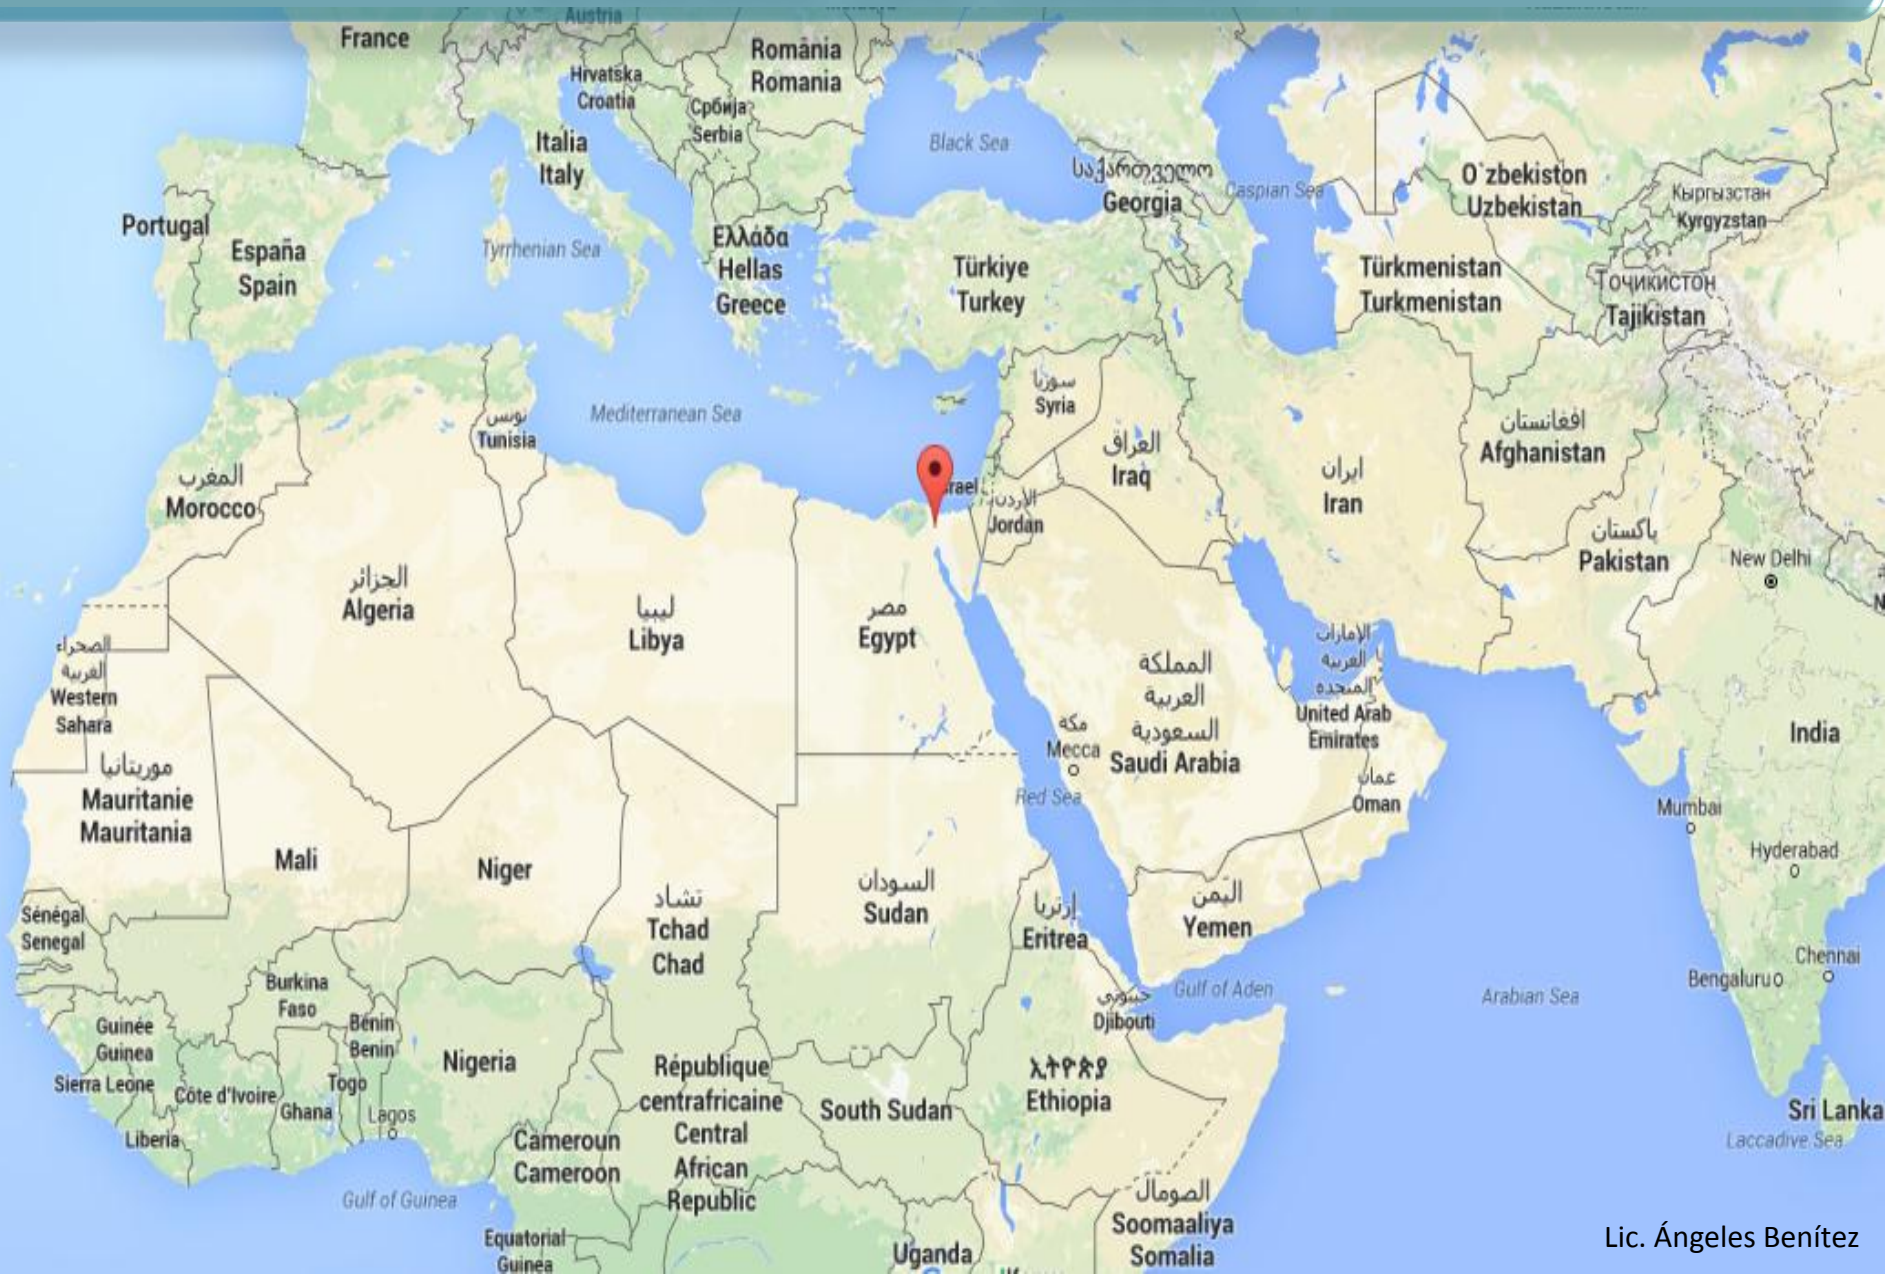 Austria
France
România
Romania
Hrvatska
Croatia
Србија
Serbia
Italia
Italy
Black Sea
საქართველო
Georgia
Caspian Sea
O`zbekiston
Uzbekistan
Кыргызстан
Kyrgyzstan
Portugal
España
Spain
Tyrrhenian Sea
Ελλάδα
Hellas
Greece
Türkiye
Turkey
Türkmenistan
Turkmenistan
Тоҷикистон
Tajikistan
سوريا
Syria
Mediterranean Sea
تونس
Tunisia
العراق
Iraq
ایران
Iran
افغانستان
Afghanistan
المغرب
Morocco
الأردن
Jordan
پاکستان
Pakistan
New Delhi
الجزائر
Algeria
ليبيا
Libya
مصر
Egypt
الصحراء
الغربية
Western
Sahara
المملكة
العربية
السعودية
Saudi Arabia
الإمارات
العربية
المتحدة
United Arab
Emirates
مكة
Mecca
India
موريتانيا
Mauritanie
Mauritania
Red Sea
عمان
Oman
Mumbai
Mali
Niger
Hyderabad
تشاد
Tchad
Chad
السودان
Sudan
إرتريا
Eritrea
اليمن
Yemen
Sénégal
Senegal
Burkina
Faso
Chennai
Bengaluru
Gulf of Aden
Arabian Sea
جيبوتي
Djibouti
Guinée
Guinea
Bénin
Benin
Nigeria
Sierra Leone
Côte d'Ivoire
Togo
Ghana
Lagos
Liberia
République
centrafricaine
Central
African
Republic
South Sudan
ኢትዮጵያ
Ethiopia
Sri Lanka
Laccadive Sea
Cameroun
Cameroon
Gulf of Guinea
Equatorial
Guinea
Uganda
الصومال
Soomaaliya
Somalia
Lic. Ángeles Benítez